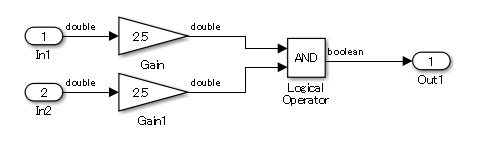 double
double
1
2.5
AND
boolean
In1
Gain
1
double
double
Out1
2
2.5
Logical
Operator
In2
Gain1